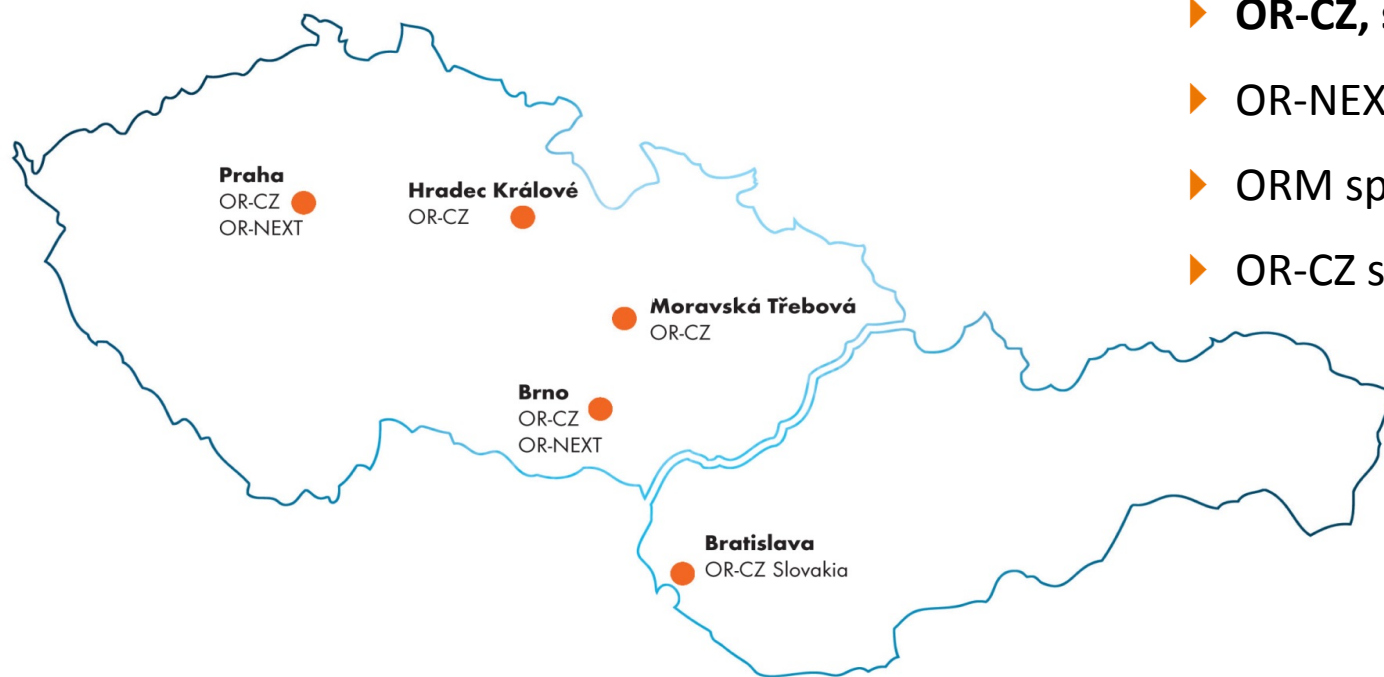 Praha
OR-CZ
OR-NEXT
Hradec Králové
OR-CZ
Moravská Třebová
OR-CZ
Brno
OR-CZ
OR-NEXT
Bratislava
OR-CZ Slovakia
OR-CZ,
OR-NEX
ORM sp
OR-CZ s